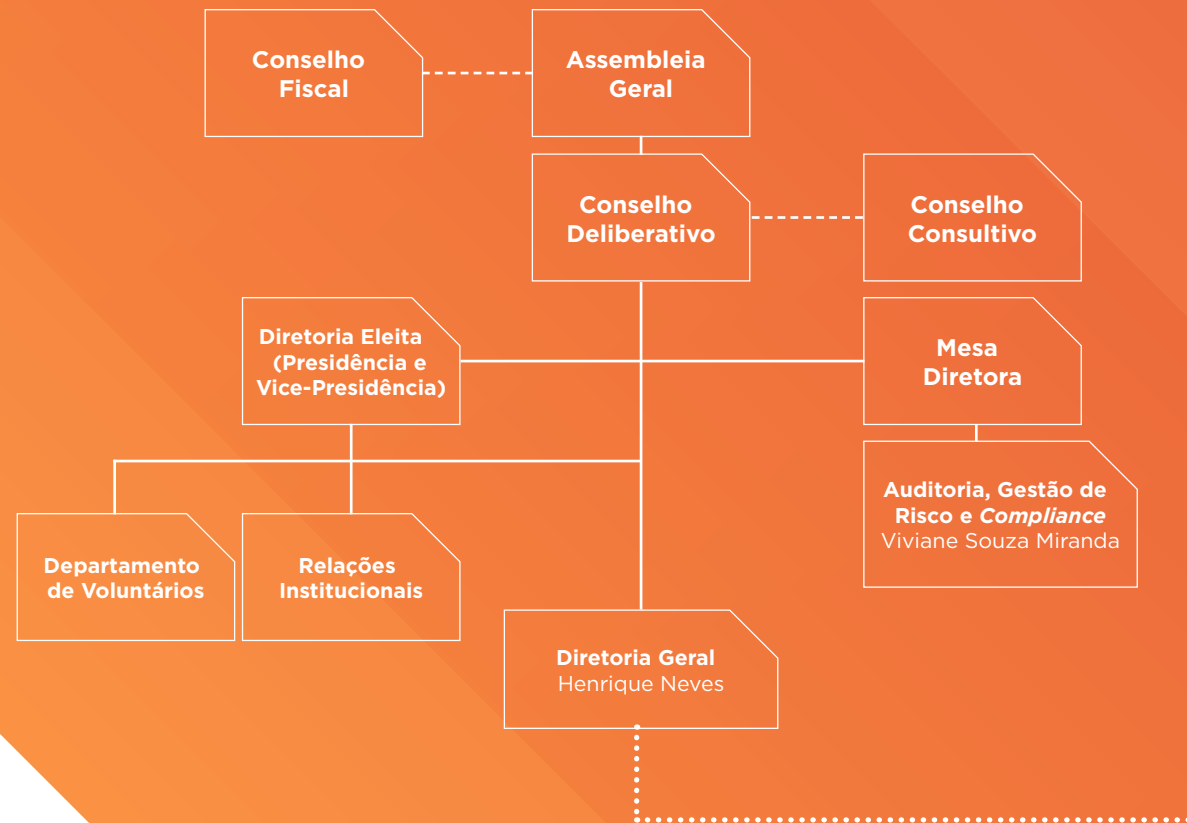 Conselho
Fiscal
Assembleia
Geral
Conselho
Deliberativo
Conselho
Consultivo
Diretoria Eleita
(Presidência e
Vice-Presidência)
Mesa
Diretora
Auditoria, Gestão de
Risco e Compliance
Viviane Souza Miranda
Departamento
de Voluntários
Relações
Institucionais
Diretoria Geral
Henrique Neves